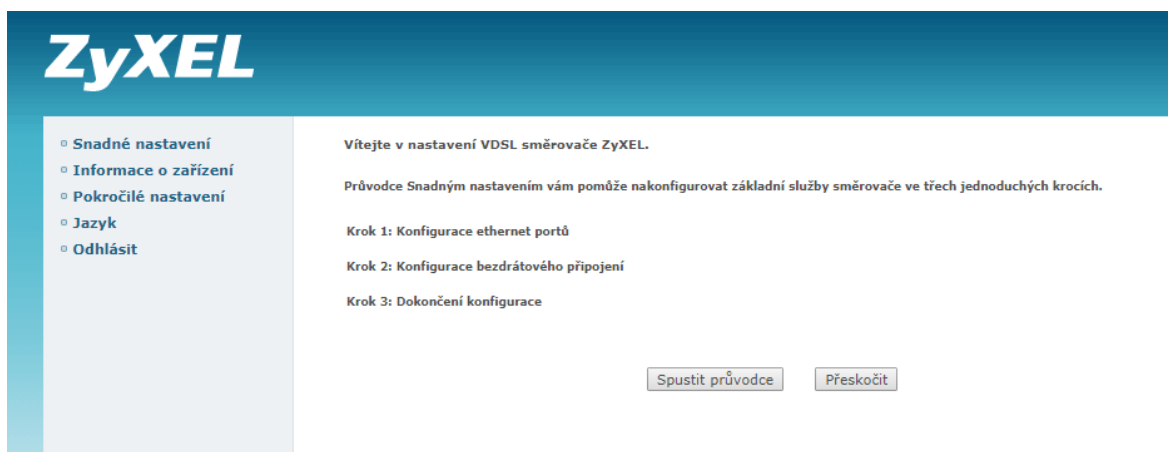 ZyXEL
Snadné nastavení
Informace o zařízení
Pokročilé nastavení
Jazyk
Odhlásit
Vítejte v nastavení VDSL směrovače ZyXEL.
Průvodce Snadným nastavením vám pomůže nakonfigurovat základní služby směrovače ve třech jednoduchých krocích.
Krok 1: Konfigurace ethernet portů
Krok 2: Konfigurace bezdrátového připojení
Krok 3: Dokončení konfigurace
Spustit průvodce Přeskočit